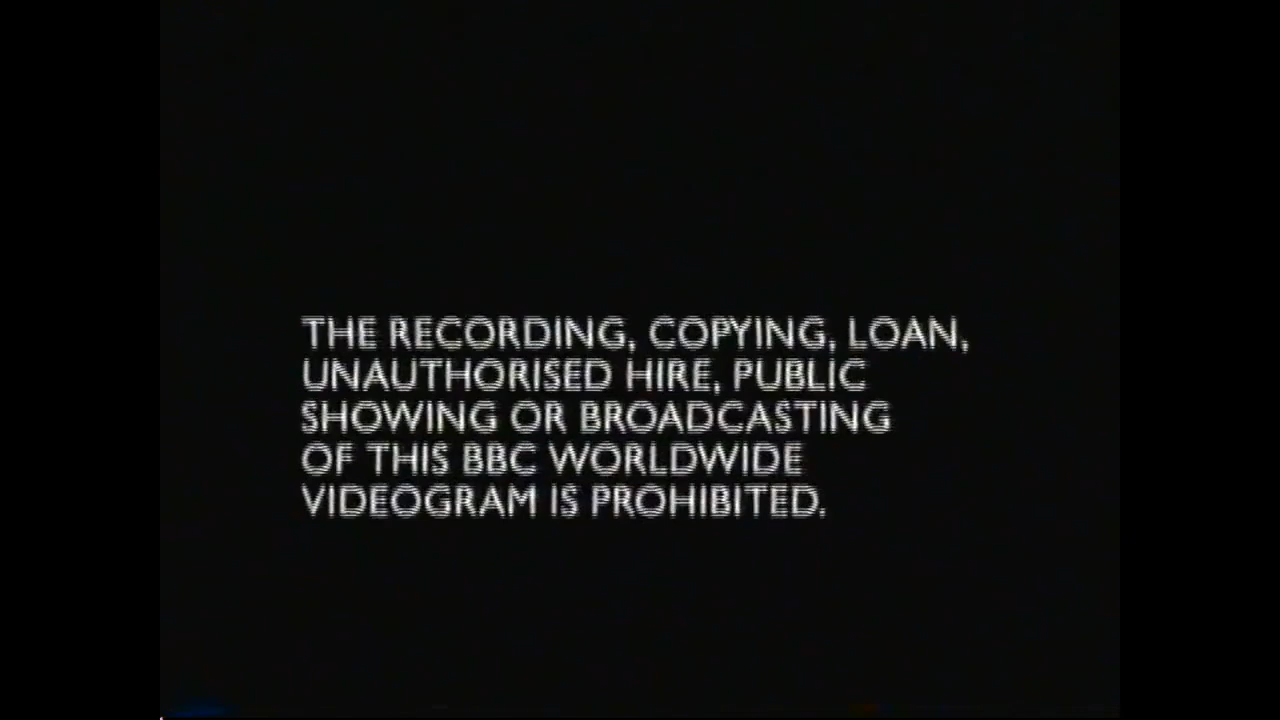 THE RECORDING, COPYING, LOAN,
UNAUTHORISED HIRE, PUBLIC
SHOWING OR BROADCASTING
OF THIS BBC WORLDWIDE
VIDEOGRAM IS PROHIBITED.